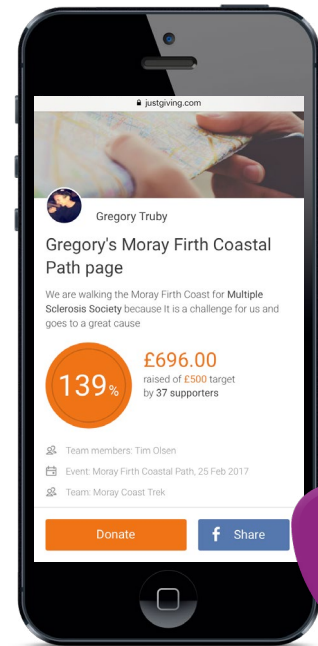 justgiving.com
Gregory Truby
Gregory's Moray Firth Coastal
Path page
We are walking the Moray Firth Coast for Multiple
Sclerosis Society because It is a challenge for us and
goes to a great cause
139%
£696.00
raised of £500 target
by 37 supporters
Team members: Tim Olsen
Event: Moray Firth Coastal Path, 25 Feb 2017
Team: Moray Coast Trek
Donate
f Share